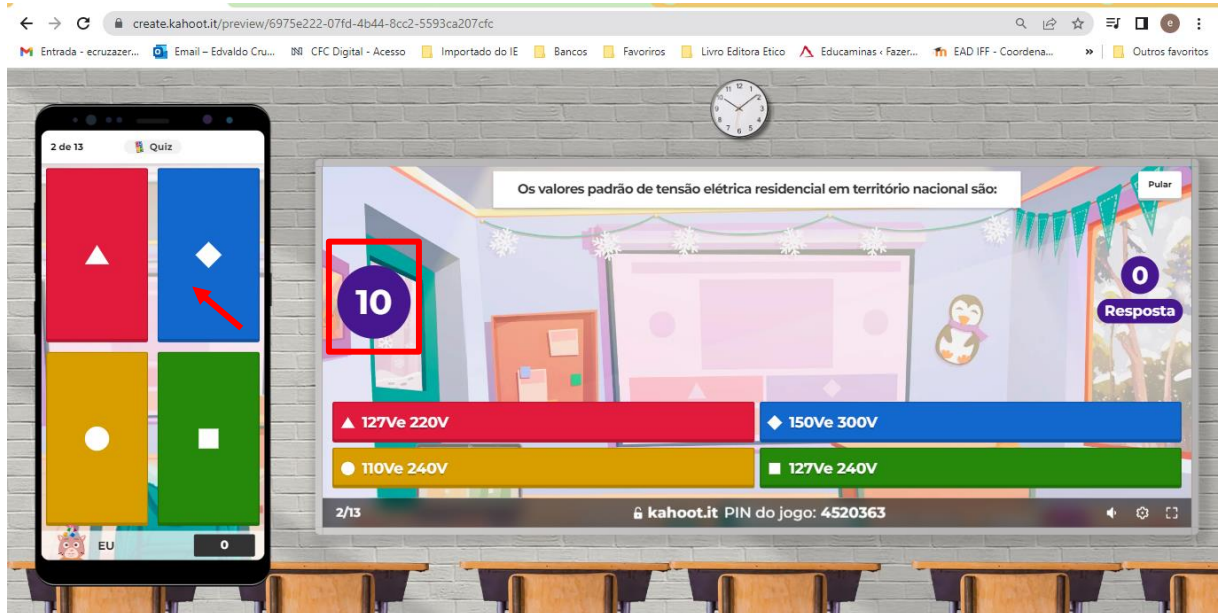 create.kahoot.it/preview/6975e222-07fd-4b44-8cc2-5593ca207cfc
Entrada - ecruzazer... Email – Edvaldo Cru... CFC Digital - Acesso Importado do IE Bancos Favoriros Livro Editora Etico Educaminas ‹ Fazer... EAD IFF - Coordena... » Outros favoritos
2 de 13 Quiz
EU 0
Os valores padrão de tensão elétrica residencial em território nacional são:
Pular
10
0
Resposta
127Ve 220V
150Ve 300V
110Ve 240V
127Ve 240V
2/13 kahoot.it PIN do jogo: 4520363